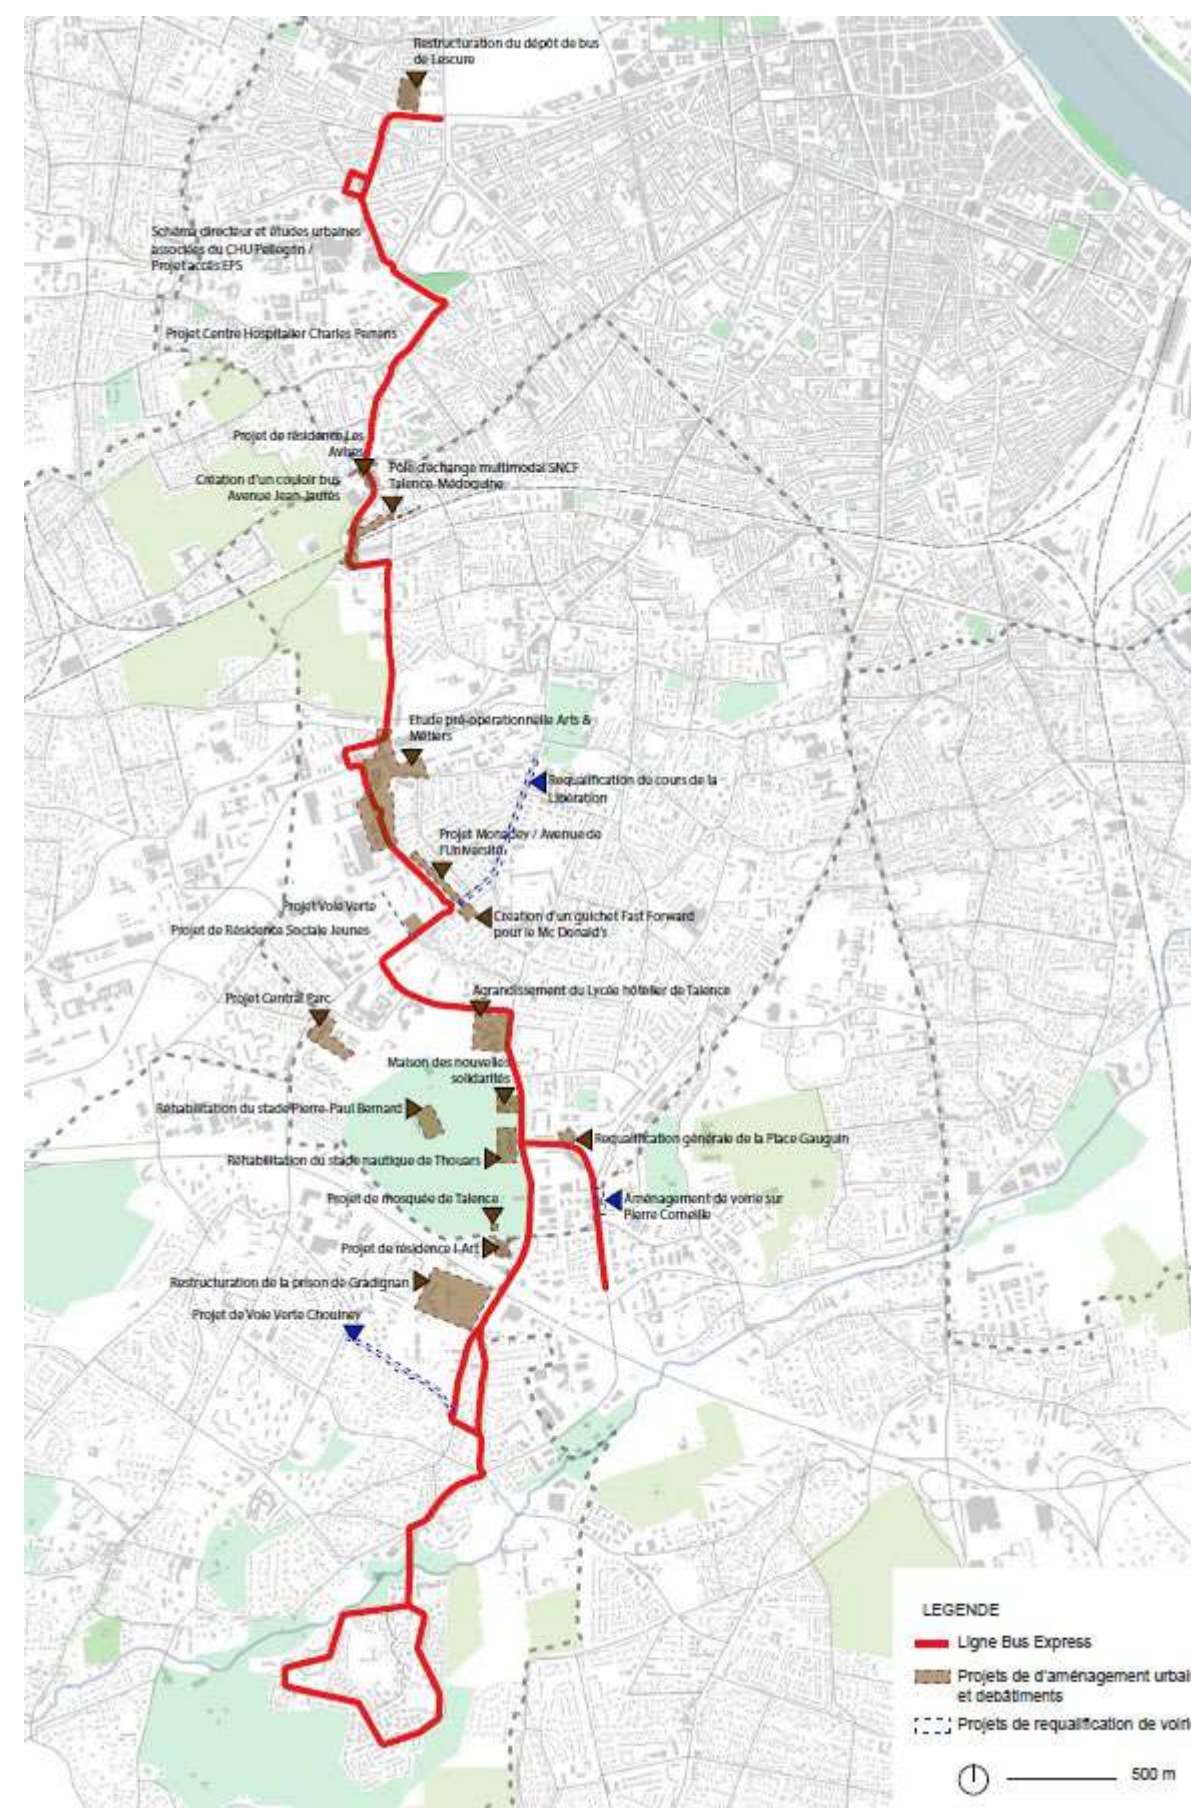 Restructuration du dépôt de bus
de Lescure
Schéma directeur et études urbaines
associées du CHU Pellegrin /
Projet accès EPS
Projet Centre Hospitalier Charles Perrens
Projet de résidence Les
Création d'un couloir bus
Avenue Jean-Jaurès
Pôle d'échange multimodal SNCF
Talence-Médoquine
Etude pré-opérationnelle Arts &
Métiers
Requalification du cours de la
Libération
Projet Monadey / Avenue de
l'Université
Projet Voie Verte
Création d'un guichet Fast Forward
pour le Mc Donald's
Projet de Résidence Sociale Jeunes
Agrandissement du Lycée hôtelier de Talence
Projet Central Parc
Maison des nouvelles
solidarités
Réhabilitation du stade Pierre-Paul Bernard
Requalification générale de la Place Gauguin
Réhabilitation du stade nautique de Thouars
Projet de mosquée de Talence
Aménagement de voirie sur
Pierre Corneille
Projet de résidence I-Art
Restructuration de la prison de Gradignan
Projet de Voie Verte Chouiney
LEGENDE
Ligne Bus Express
Projets de d'aménagement urbai
et debâtiments
Projets de requalification de voirie
500 m